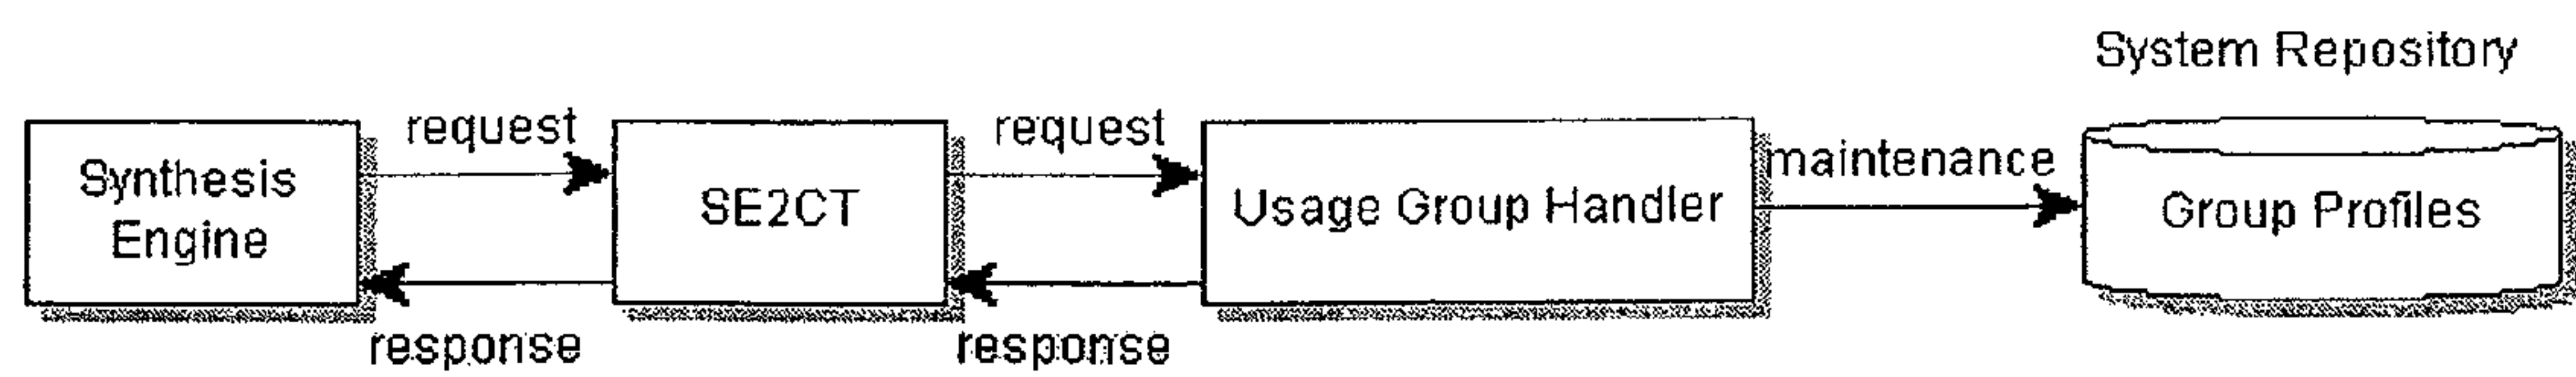 System Repository
request
request
maintenance
Synthesis
Engine
SE2CT
Usage Group Handler
Group Profiles
response
response